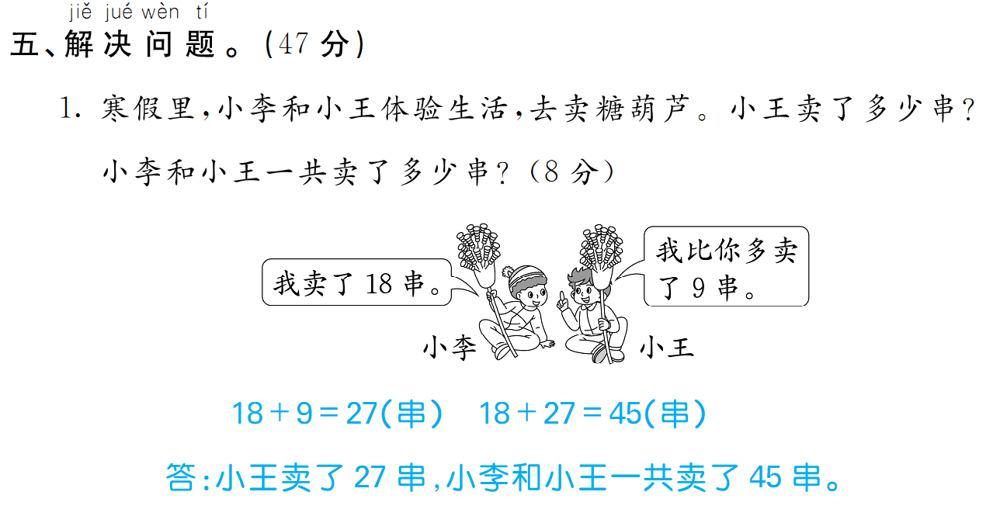 jiě jué wèn tí
五、解决问题。(47分)
1. 寒假里,小李和小王体验生活,去卖糖葫芦。小王卖了多少串?
小李和小王一共卖了多少串?(8分)
我卖了18串。
我比你多卖
了9串。
小李
小王
18+9=27(串) 18+27=45(串)
答:小王卖了27串,小李和小王一共卖了45串。